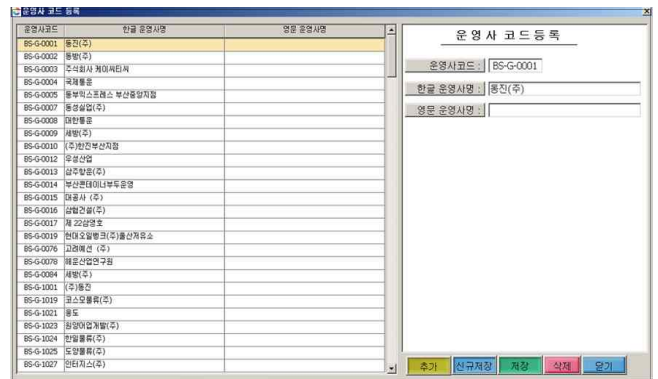 운영사 코드 등록
운영사코드 한글 운영사명 영문 운영사명
BS-G-0001 동진(주)
BS-G-0002 동방(주)
BS-G-0003 주식회사 케이씨티씨
BS-G-0004 국제통운
BS-G-0005 동부익스프레스 부산중앙지점
BS-G-0007 동성실업(주)
BS-G-0008 대한통운
BS-G-0009 세방(주)
BS-G-0010 (주)한진부산지점
BS-G-0012 우성산업
BS-G-0013 삼주항운(주)
BS-G-0014 부산콘테이너부두운영
BS-G-0015 대공사 (주)
BS-G-0016 삼협건설(주)
BS-G-0017 제 22삼영호
BS-G-0019 현대오일뱅크(주)울산저유소
BS-G-0076 고려예선 (주)
BS-G-0078 해운산업연구원
BS-G-0084 세방(주)
BS-G-1001 (주)동진
BS-G-1019 코스모물류(주)
BS-G-1021 용도
BS-G-1023 원양어업개발(주)
BS-G-1024 한일물류(주)
BS-G-1025 도양물류(주)
BS-G-1027 인터지스(주)
운영사 코드등록
운영사코드 : BS-G-0001
한글 운영사명 : 동진(주)
영문 운영사명 :
추가 신규저장 저장 삭제 닫기